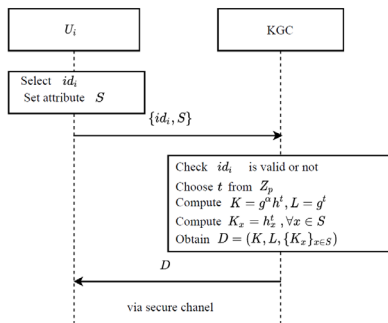 U_i
KGC
Select id_i
Set attribute S
{id_i, S}
Check id_i is valid or not
Choose t from Z_p
Compute K = g^α h^t, L = g^t
Compute K_x = h_x^t, ∀x ∈ S
Obtain D = (K, L, {K_x}_{x∈S})
D
via secure chanel